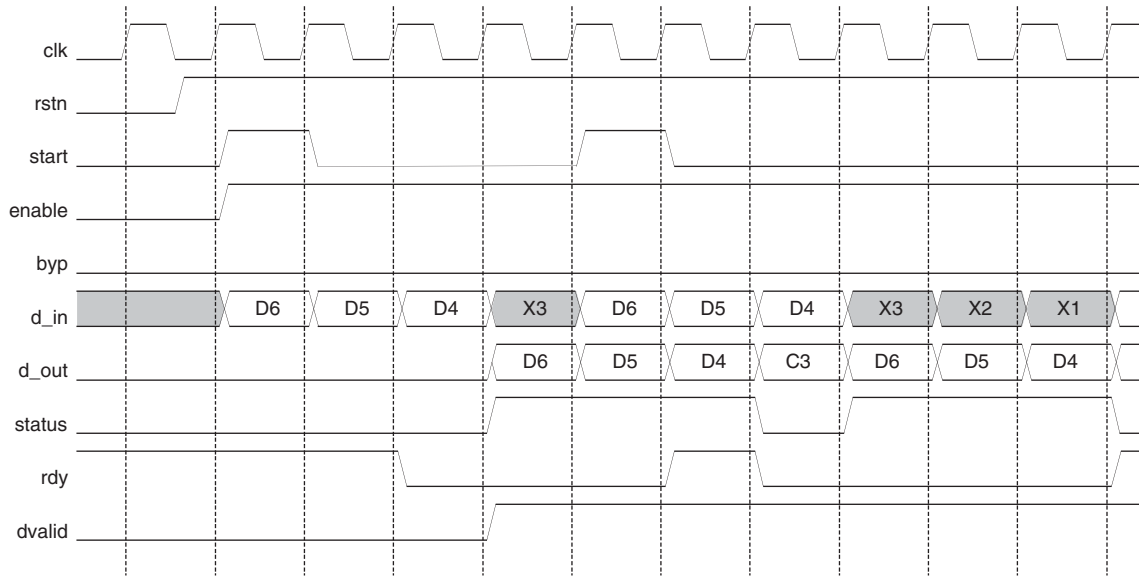 clk
rstn
start
enable
byp
d_in D6 D5 D4 X3 D6 D5 D4 X3 X2 X1
d_out D6 D5 D4 C3 D6 D5 D4
status
rdy
dvalid